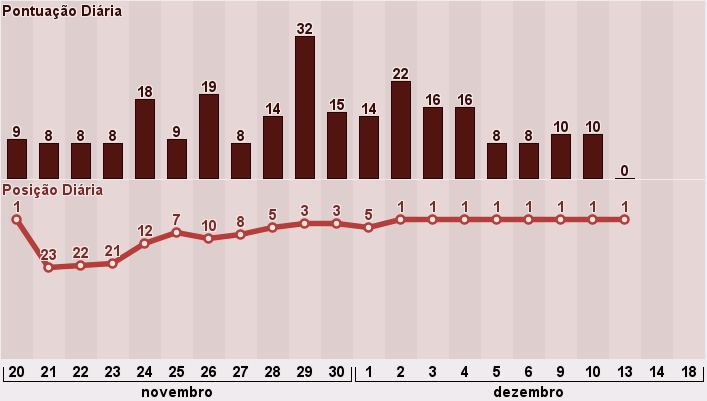 Pontuação Diária
9 8 8 8 18 9 19 8 14 32 15 14 22 16 16 8 8 10 10 0
Posição Diária
1 23 22 21 12 7 10 8 5 3 3 5 1 1 1 1 1 1 1 1
20 21 22 23 24 25 26 27 28 29 30 1 2 3 4 5 6 9 10 13 14 18
novembro dezembro